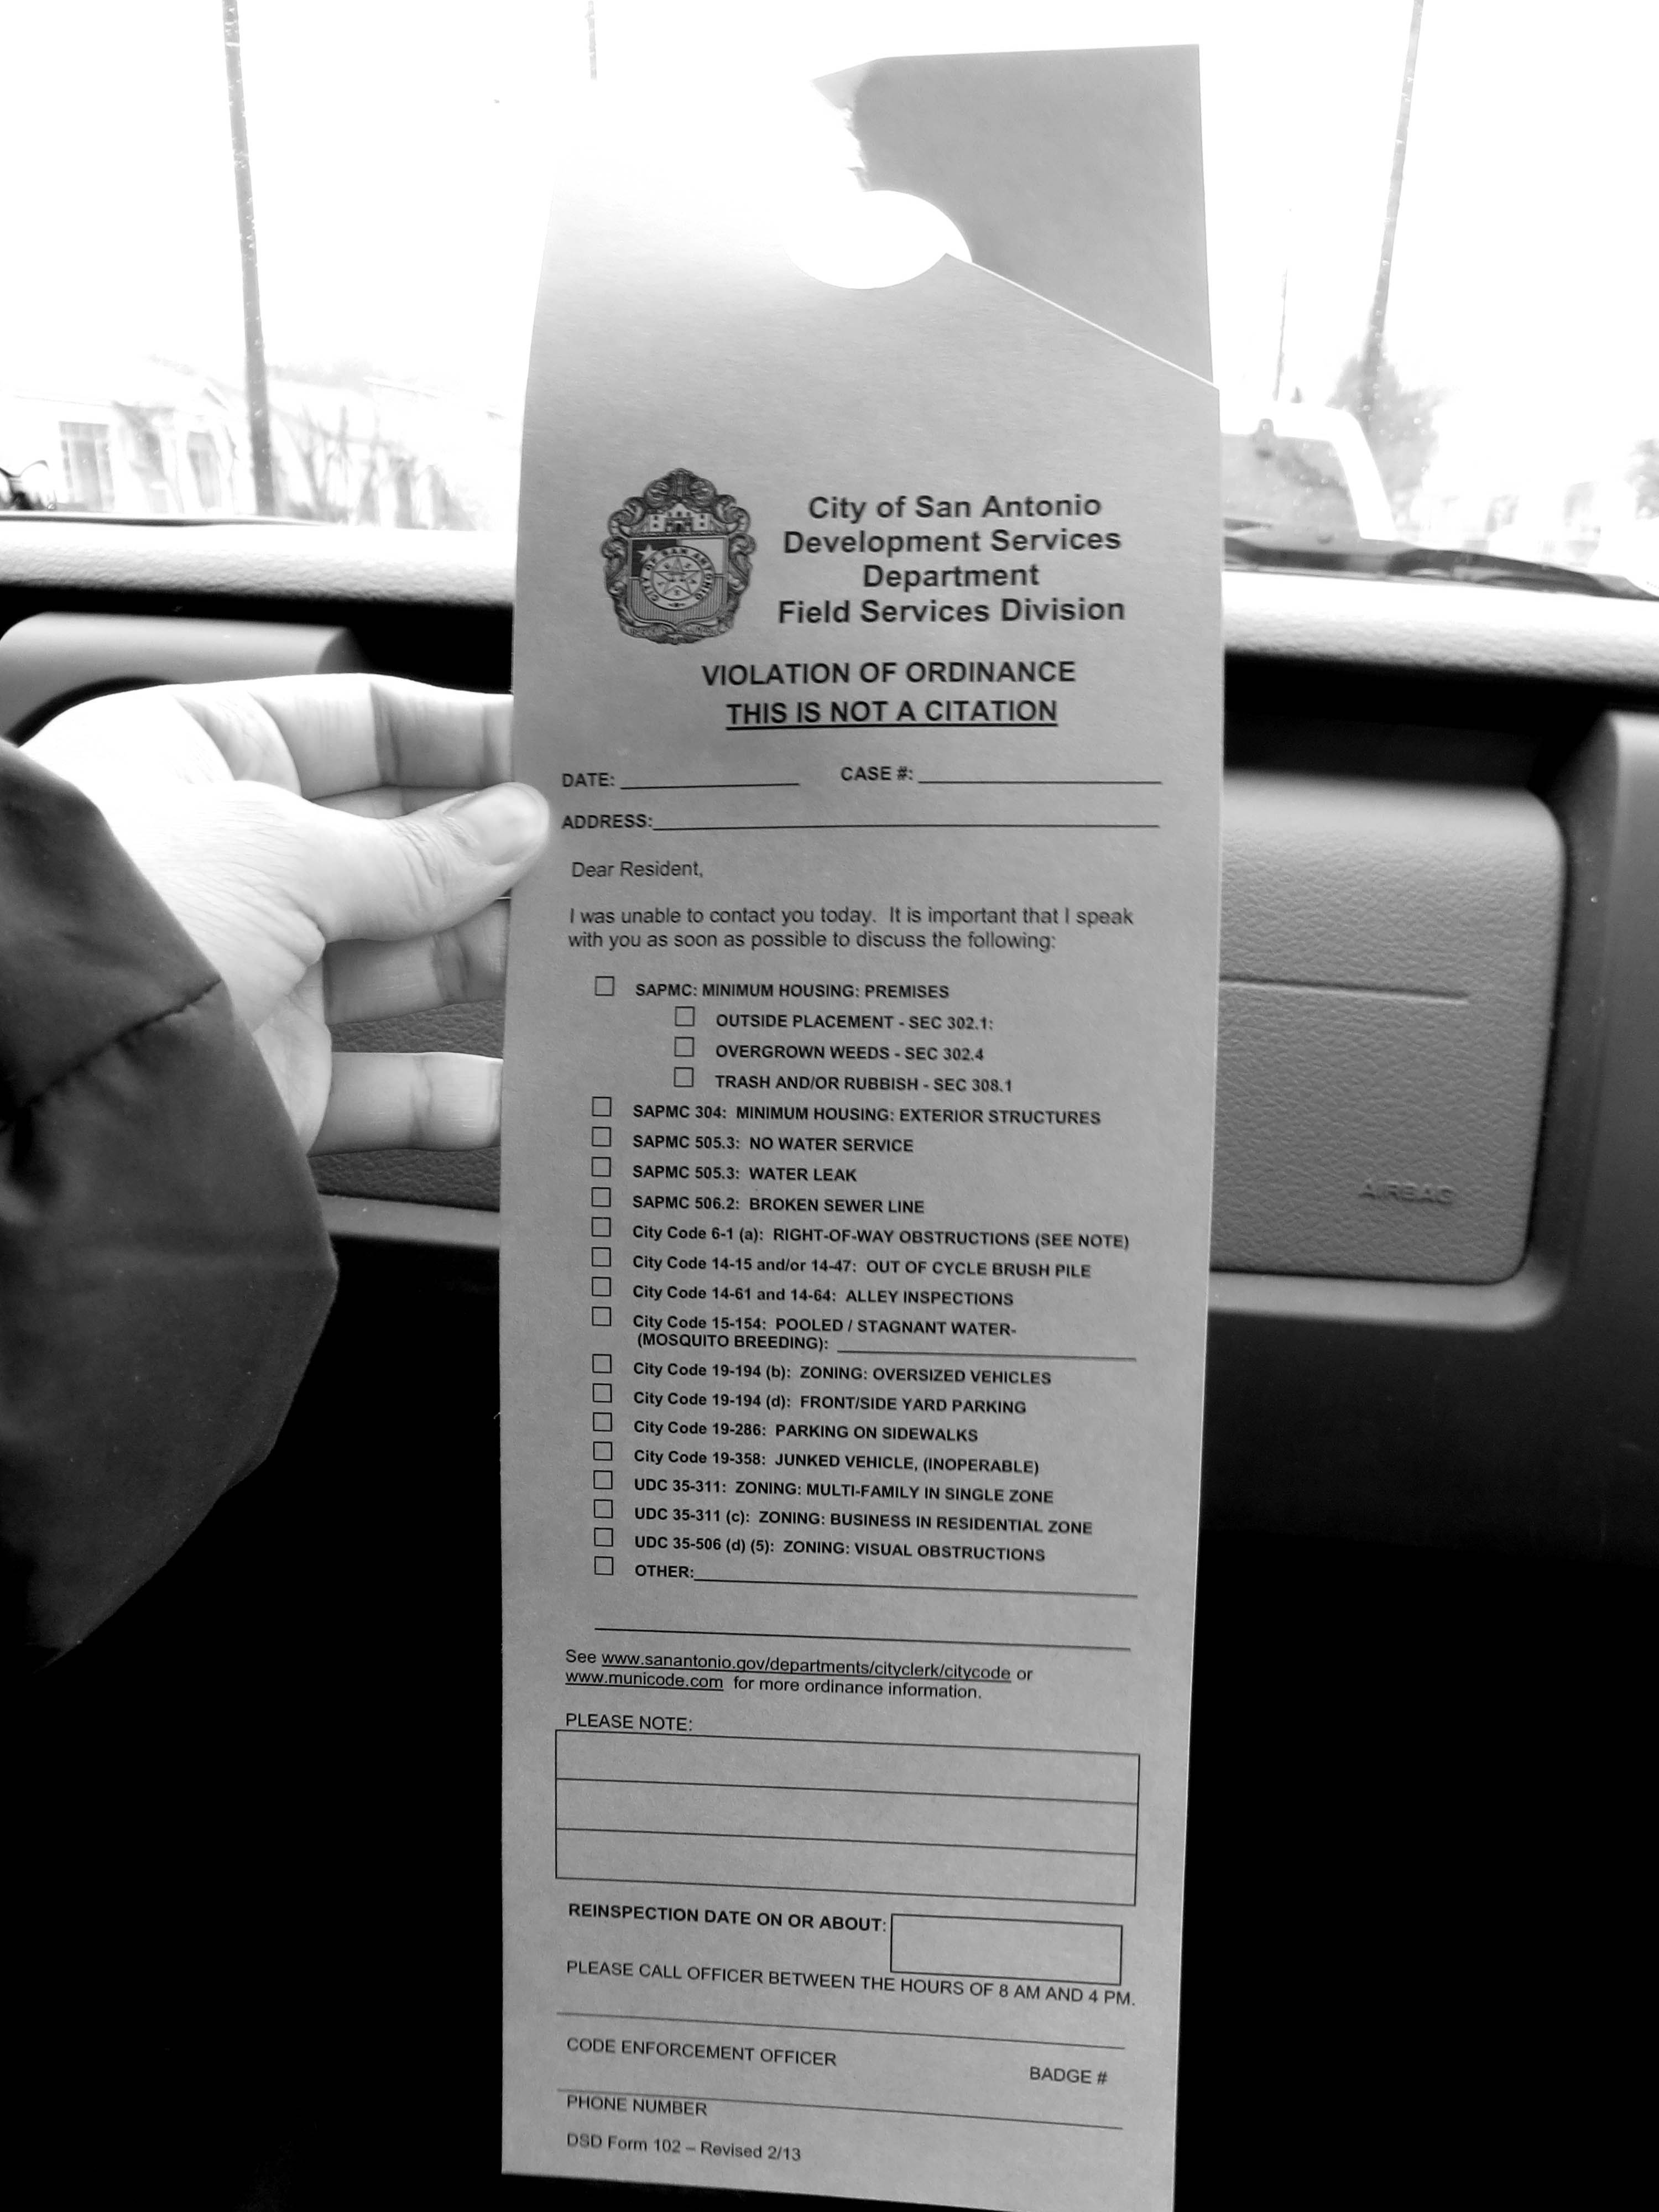 City of San Antonio
Development Services
Department
Field Services Division
CITY OF SAN ANTONIO
VIOLATION OF ORDINANCE
THIS IS NOT A CITATION
DATE: CASE #:
ADDRESS:
Dear Resident,
I was unable to contact you today. It is important that I speak
with you as soon as possible to discuss the following:
SAPMC: MINIMUM HOUSING: PREMISES
OUTSIDE PLACEMENT - SEC 302.1:
OVERGROWN WEEDS - SEC 302.4
TRASH AND/OR RUBBISH - SEC 308.1
SAPMC 304: MINIMUM HOUSING: EXTERIOR STRUCTURES
SAPMC 505.3: NO WATER SERVICE
SAPMC 505.3: WATER LEAK
SAPMC 506.2: BROKEN SEWER LINE
City Code 6-1 (a): RIGHT-OF-WAY OBSTRUCTIONS (SEE NOTE)
City Code 14-15 and/or 14-47: OUT OF CYCLE BRUSH PILE
City Code 14-61 and 14-64: ALLEY INSPECTIONS
City Code 15-154: POOLED / STAGNANT WATER-
(MOSQUITO BREEDING):
City Code 19-194 (b): ZONING: OVERSIZED VEHICLES
City Code 19-194 (d): FRONT/SIDE YARD PARKING
City Code 19-286: PARKING ON SIDEWALKS
City Code 19-358: JUNKED VEHICLE, (INOPERABLE)
UDC 35-311: ZONING: MULTI-FAMILY IN SINGLE ZONE
UDC 35-311 (c): ZONING: BUSINESS IN RESIDENTIAL ZONE
UDC 35-506 (d) (5): ZONING: VISUAL OBSTRUCTIONS
OTHER:
See www.sanantonio.gov/departments/cityclerk/citycode or
www.municode.com for more ordinance information.
PLEASE NOTE:
REINSPECTION DATE ON OR ABOUT:
PLEASE CALL OFFICER BETWEEN THE HOURS OF 8 AM AND 4 PM.
CODE ENFORCEMENT OFFICER BADGE #
PHONE NUMBER
DSD Form 102 – Revised 2/13
AIRBAG